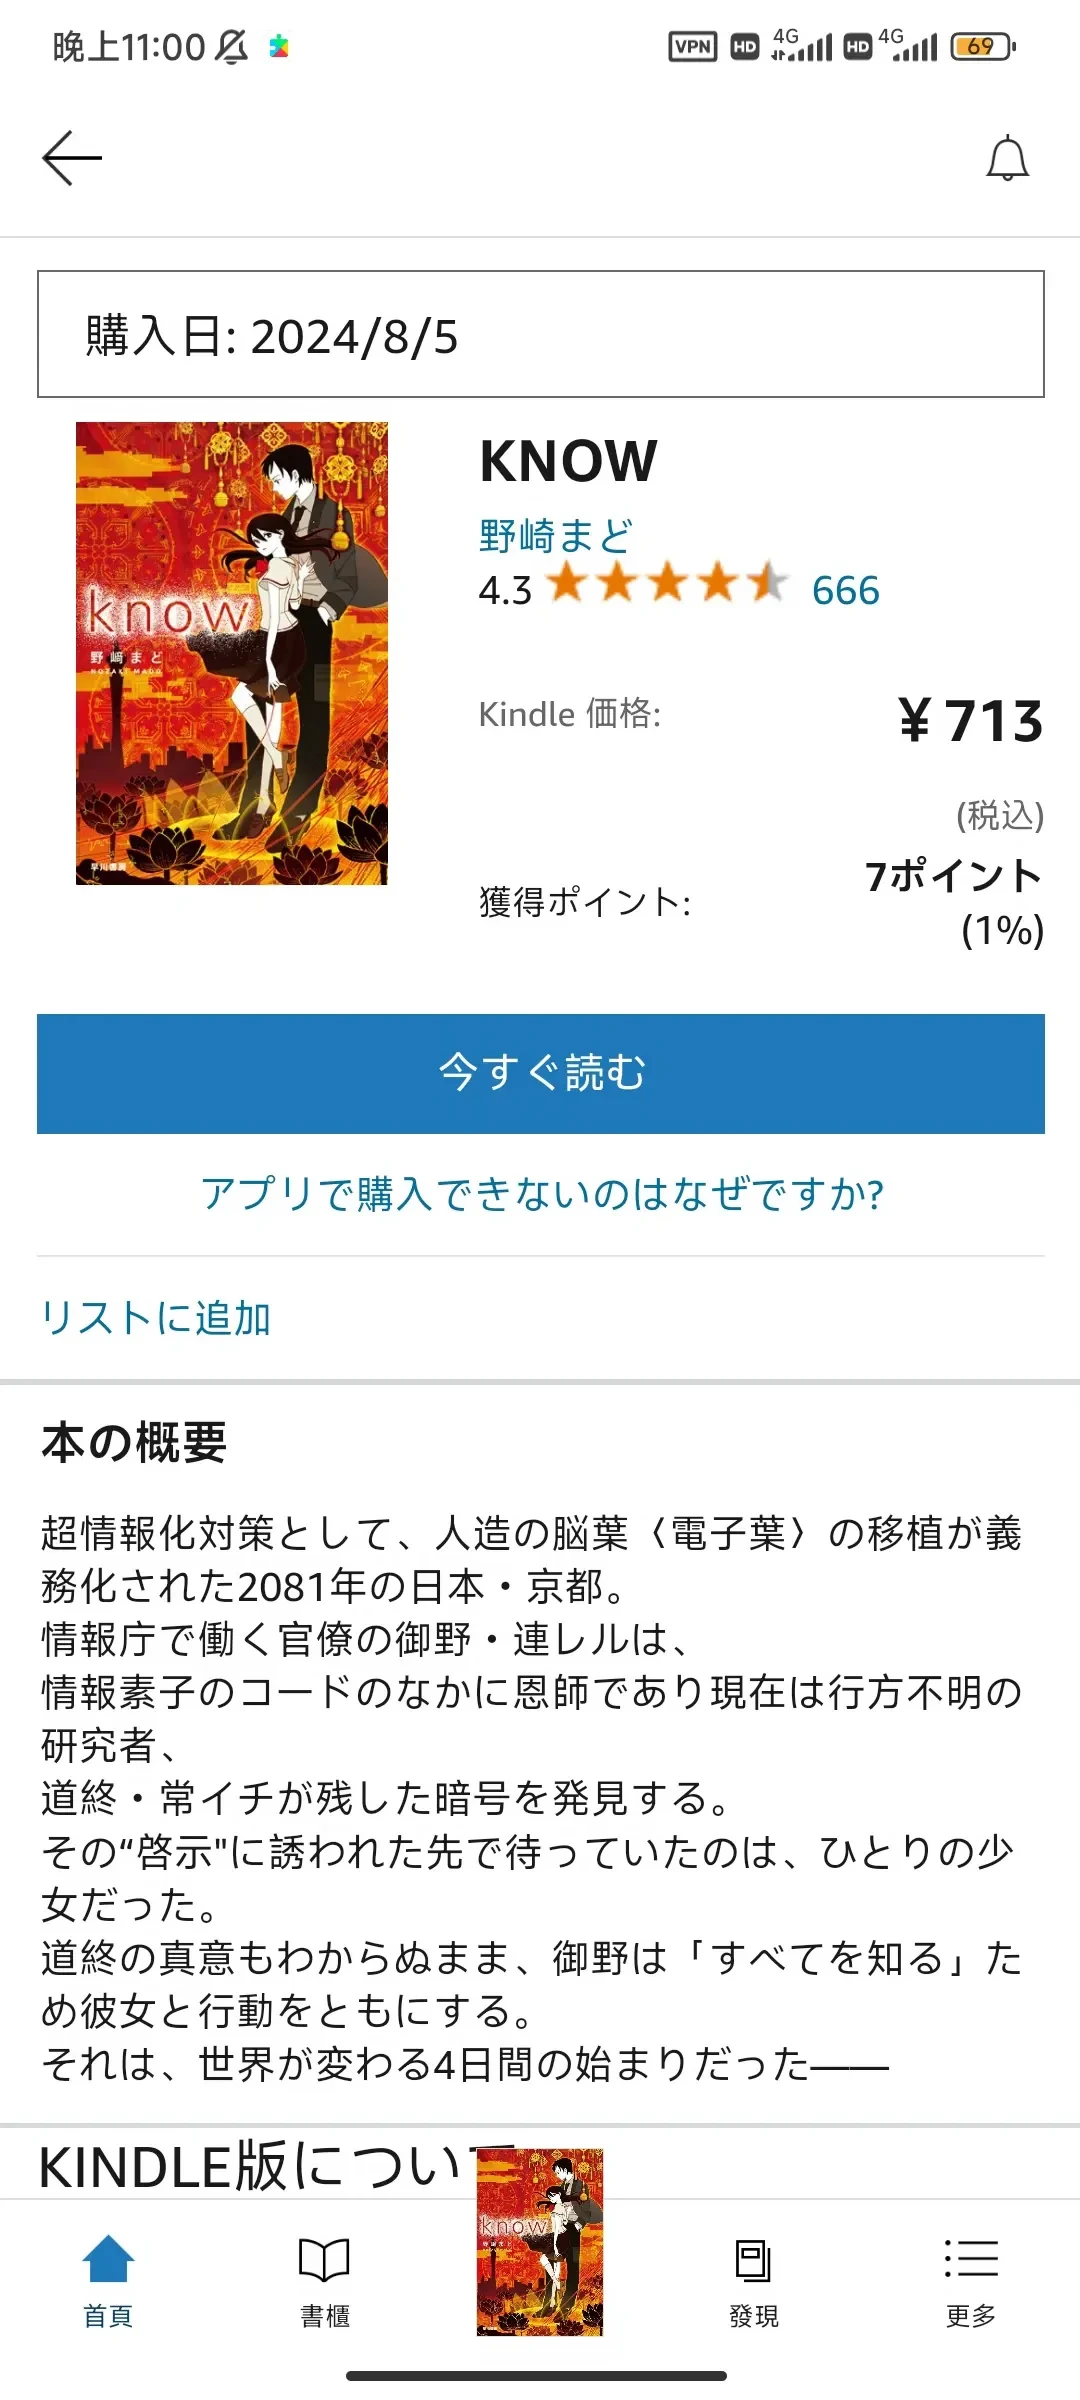 晚上11:00
VPN HD 4G HD 4G 69
購入日: 2024/8/5
know
野﨑まど
NOZAKI MADO
早川書房
KNOW
野崎まど
4.3 666
Kindle 価格: ¥ 713
(税込)
獲得ポイント: 7ポイント
(1%)
今すぐ読む
アプリで購入できないのはなぜですか?
リストに追加
本の概要
超情報化対策として、人造の脳葉〈電子葉〉の移植が義
務化された2081年の日本・京都。
情報庁で働く官僚の御野・連レルは、
情報素子のコードのなかに恩師であり現在は行方不明の
研究者、
道終・常イチが残した暗号を発見する。
その“啓示"に誘われた先で待っていたのは、ひとりの少
女だった。
道終の真意もわからぬまま、御野は「すべてを知る」た
め彼女と行動をともにする。
それは、世界が変わる4日間の始まりだった――
KINDLE版につい
know
首頁
書櫃
發現
更多